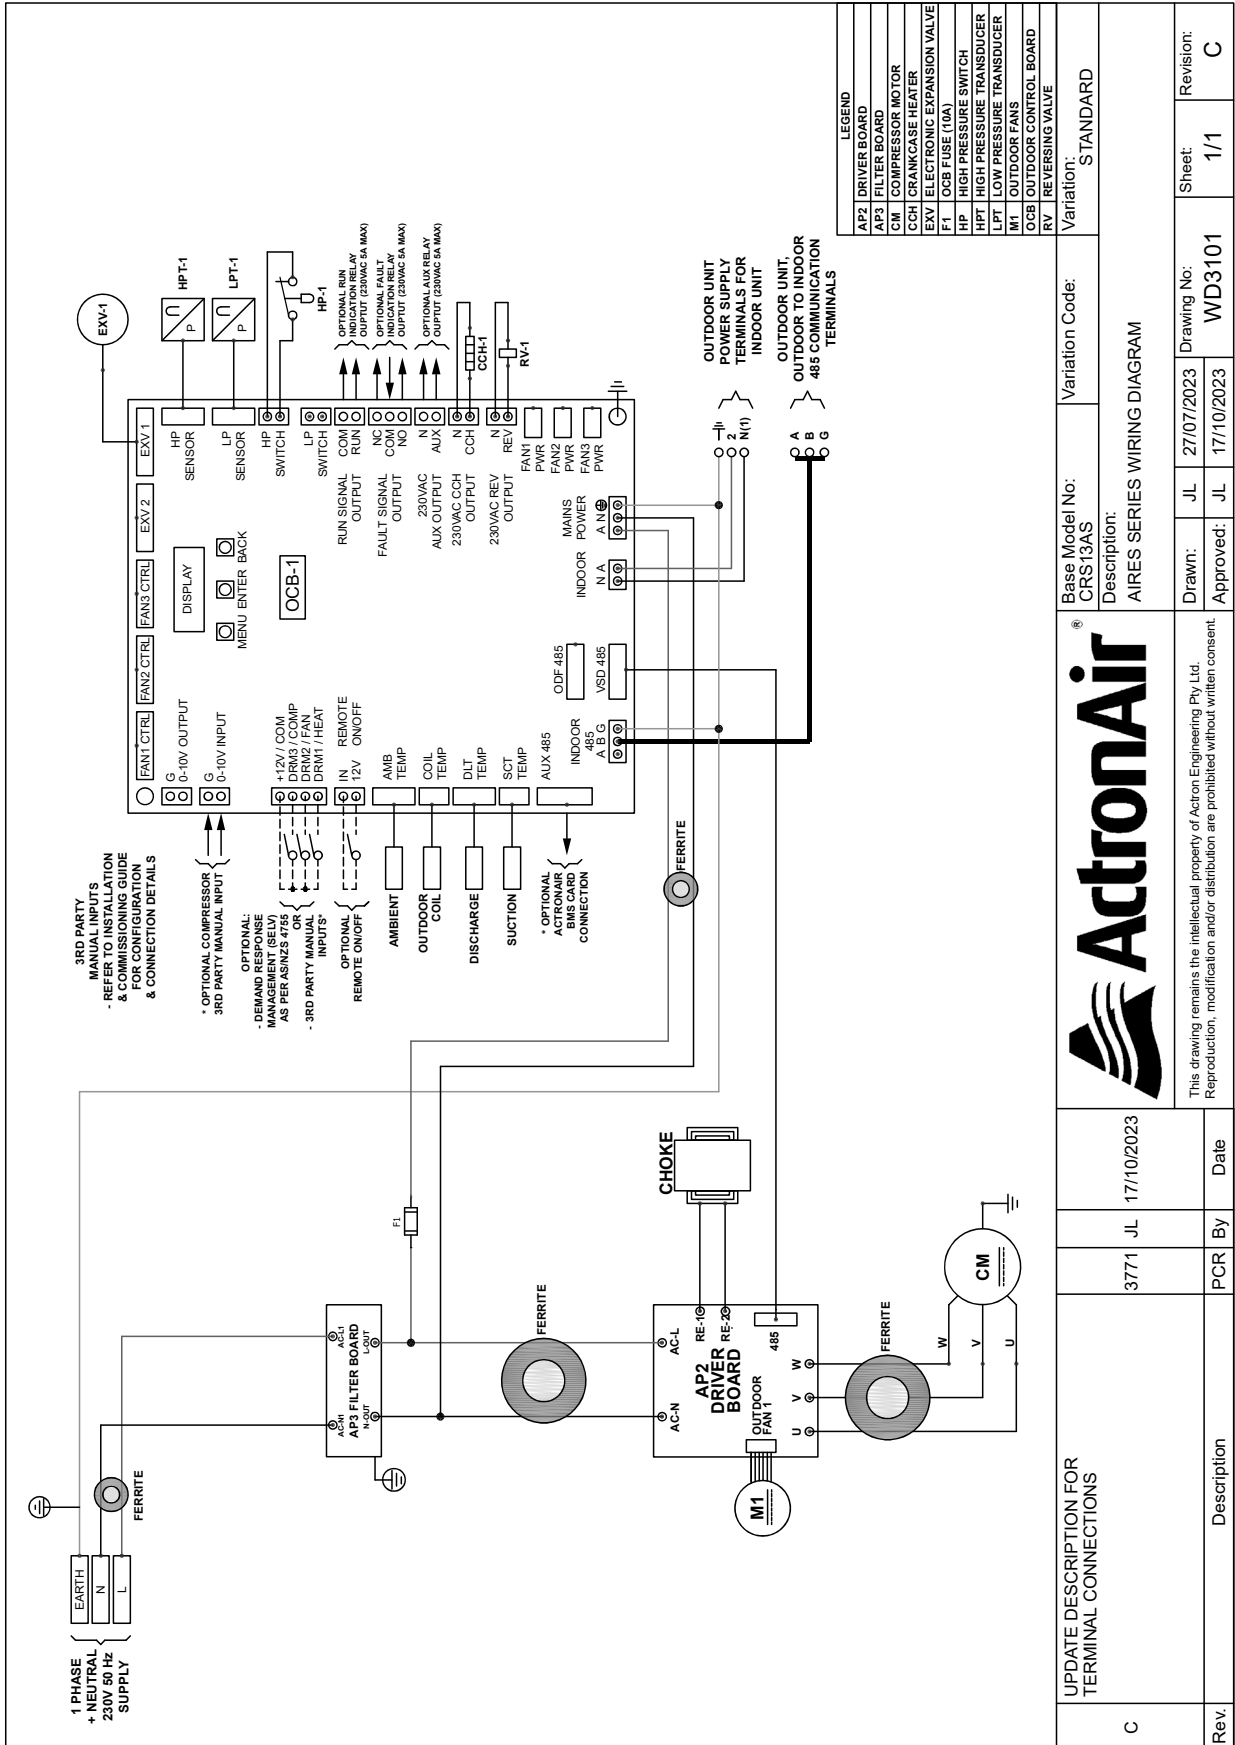 1 PHASE
+ NEUTRAL
230V 50 Hz
SUPPLY
EARTH
N
L
FERRITE
AC-N1
AC-L1
AP3 FILTER BOARD
N-OUT
L-OUT
F1
FERRITE
AC-N
AC-L
AP2
DRIVER
BOARD
RE-1
RE-2
OUTDOOR
FAN 1
485
U
V
W
M1
CHOKE
FERRITE
W
V
U
CM
FERRITE
3RD PARTY
MANUAL INPUTS
- REFER TO INSTALLATION
& COMMISSIONING GUIDE
FOR CONFIGURATION
& CONNECTION DETAILS
* OPTIONAL COMPRESSOR
3RD PARTY MANUAL INPUT
OPTIONAL:
- DEMAND RESPONSE
MANAGEMENT (SELV)
AS PER AS/NZS 4755
OR
- 3RD PARTY MANUAL
INPUTS*
OPTIONAL
REMOTE ON/OFF
AMBIENT
OUTDOOR
COIL
DISCHARGE
SUCTION
* OPTIONAL
ACTRONAIR
BMS CARD
CONNECTION
FAN1 CTRL
FAN2 CTRL
FAN3 CTRL
EXV 2
EXV 1
G
0-10V OUTPUT
G
0-10V INPUT
+12V / COM
DRM3 / COMP
DRM2 / FAN
DRM1 / HEAT
IN
12V
REMOTE
ON/OFF
AMB
TEMP
COIL
TEMP
DLT
TEMP
SCT
TEMP
AUX 485
INDOOR
485
A B G
DISPLAY
MENU ENTER BACK
OCB-1
ODF 485
VSD 485
INDOOR
N A
MAINS
POWER
A N
HP
SENSOR
LP
SENSOR
HP
SWITCH
LP
SWITCH
RUN SIGNAL
OUTPUT
COM
RUN
FAULT SIGNAL
OUTPUT
NC
COM
NO
230VAC
AUX OUTPUT
N
AUX
230VAC CCH
OUTPUT
N
CCH
230VAC REV
OUTPUT
N
REV
FAN1
PWR
FAN2
PWR
FAN3
PWR
EXV-1
HPT-1
LPT-1
HP-1
OPTIONAL RUN
INDICATION RELAY
OUPTUT (230VAC 5A MAX)
OPTIONAL FAULT
INDICATION RELAY
OUPTUT (230VAC 5A MAX)
OPTIONAL AUX RELAY
OUPTUT (230VAC 5A MAX)
CCH-1
RV-1
2
N(1)
OUTDOOR UNIT
POWER SUPPLY
TERMINALS FOR
INDOOR UNIT
A
B
G
OUTDOOR UNIT,
OUTDOOR TO INDOOR
485 COMMUNICATION
TERMINALS
LEGEND
AP2 DRIVER BOARD
AP3 FILTER BOARD
CM COMPRESSOR MOTOR
CCH CRANKCASE HEATER
EXV ELECTRONIC EXPANSION VALVE
F1 OCB FUSE (10A)
HP HIGH PRESSURE SWITCH
HPT HIGH PRESSURE TRANSDUCER
LPT LOW PRESSURE TRANSDUCER
M1 OUTDOOR FANS
OCB OUTDOOR CONTROL BOARD
RV REVERSING VALVE
C
UPDATE DESCRIPTION FOR
TERMINAL CONNECTIONS
3771 JL 17/10/2023
Rev. Description PCR By Date
ActronAir®
This drawing remains the intellectual property of Actron Engineering Pty Ltd.
Reproduction, modification and/or distribution are prohibited without written consent.
Base Model No:
CRS13AS
Variation Code:
Variation:
STANDARD
Description:
AIRES SERIES WIRING DIAGRAM
Drawn: JL 27/07/2023
Approved: JL 17/10/2023
Drawing No:
WD3101
Sheet:
1/1
Revision:
C